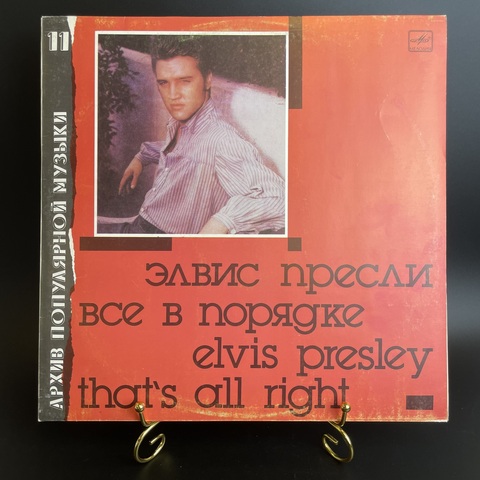 11
АРХИВ ПОПУЛЯРНОЙ МУЗЫКИ
элвис пресли
все в порядке
elvis presley
that's all right